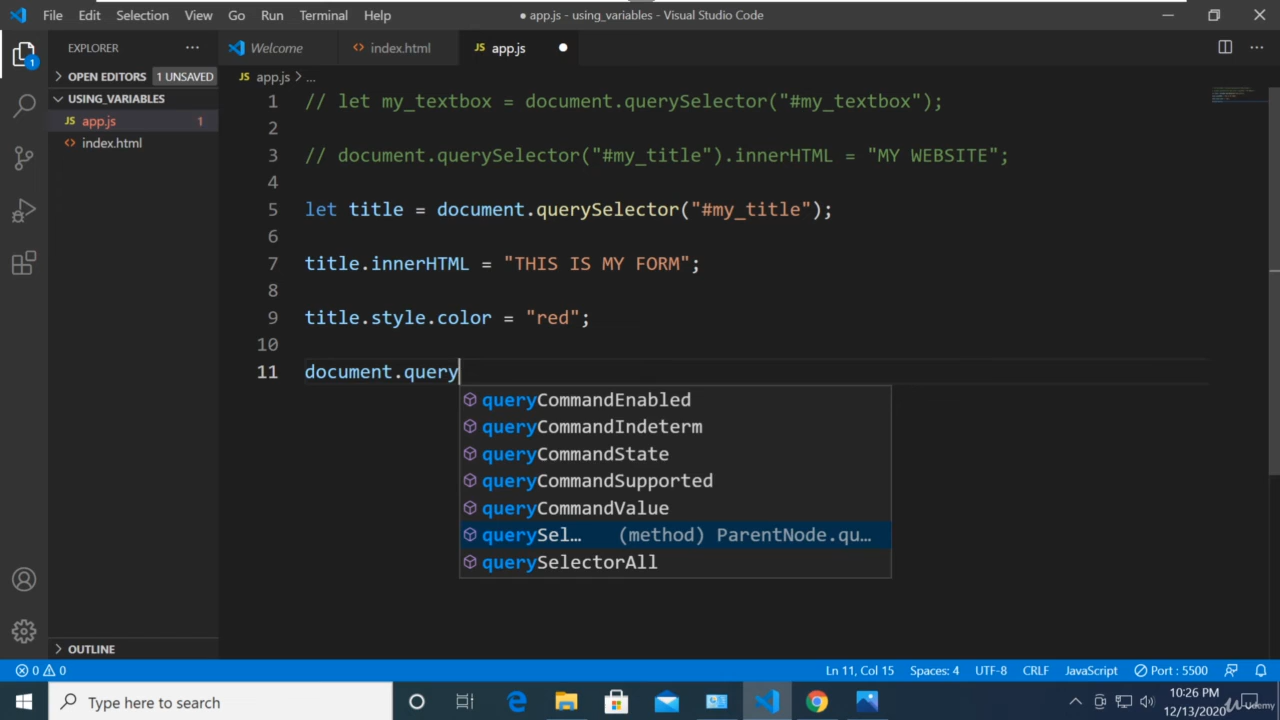 File Edit Selection View Go Run Terminal Help ● app.js - using_variables - Visual Studio Code
EXPLORER ··· Welcome <> index.html JS app.js ●
OPEN EDITORS 1 UNSAVED JS app.js > ...
USING_VARIABLES
JS app.js 1
<> index.html
1 // let my_textbox = document.querySelector("#my_textbox");
2
3 // document.querySelector("#my_title").innerHTML = "MY WEBSITE";
4
5 let title = document.querySelector("#my_title");
6
7 title.innerHTML = "THIS IS MY FORM";
8
9 title.style.color = "red";
10
11 document.query
queryCommandEnabled
queryCommandIndeterm
queryCommandState
queryCommandSupported
queryCommandValue
querySel… (method) ParentNode.qu…
querySelectorAll
1
OUTLINE
0 0 Ln 11, Col 15 Spaces: 4 UTF-8 CRLF JavaScript Port : 5500
Type here to search
10:26 PM
12/13/2020
Udemy